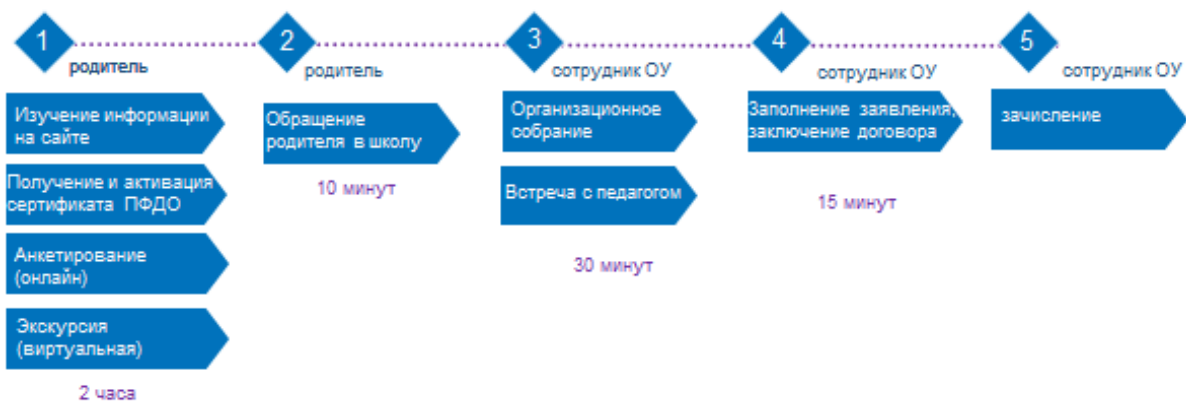 1
родитель
Изучение информации
на сайте
Получение и активация
сертификата ПФДО
Анкетирование
(онлайн)
Экскурсия
(виртуальная)
2 часа
2
родитель
Обращение
родителя в школу
10 минут
3
сотрудник ОУ
Организационное
собрание
Встреча с педагогом
30 минут
4
сотрудник ОУ
Заполнение заявления,
заключение договора
15 минут
5
сотрудник ОУ
зачисление